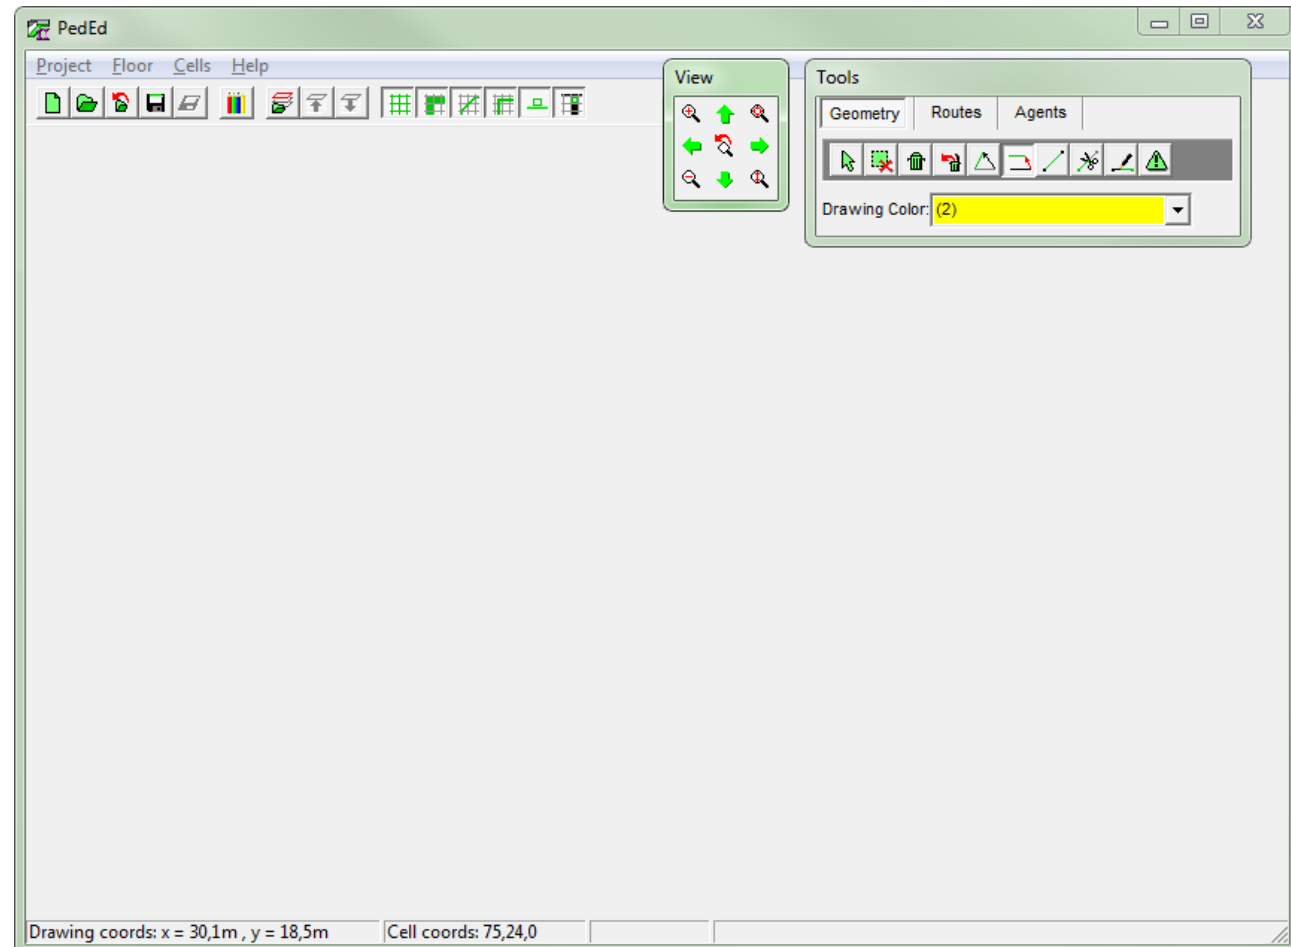 PedEd
Project Floor Cells Help
View
Tools
Geometry Routes Agents
Drawing Color: (2)
Drawing coords: x = 30,1m , y = 18,5m Cell coords: 75,24,0